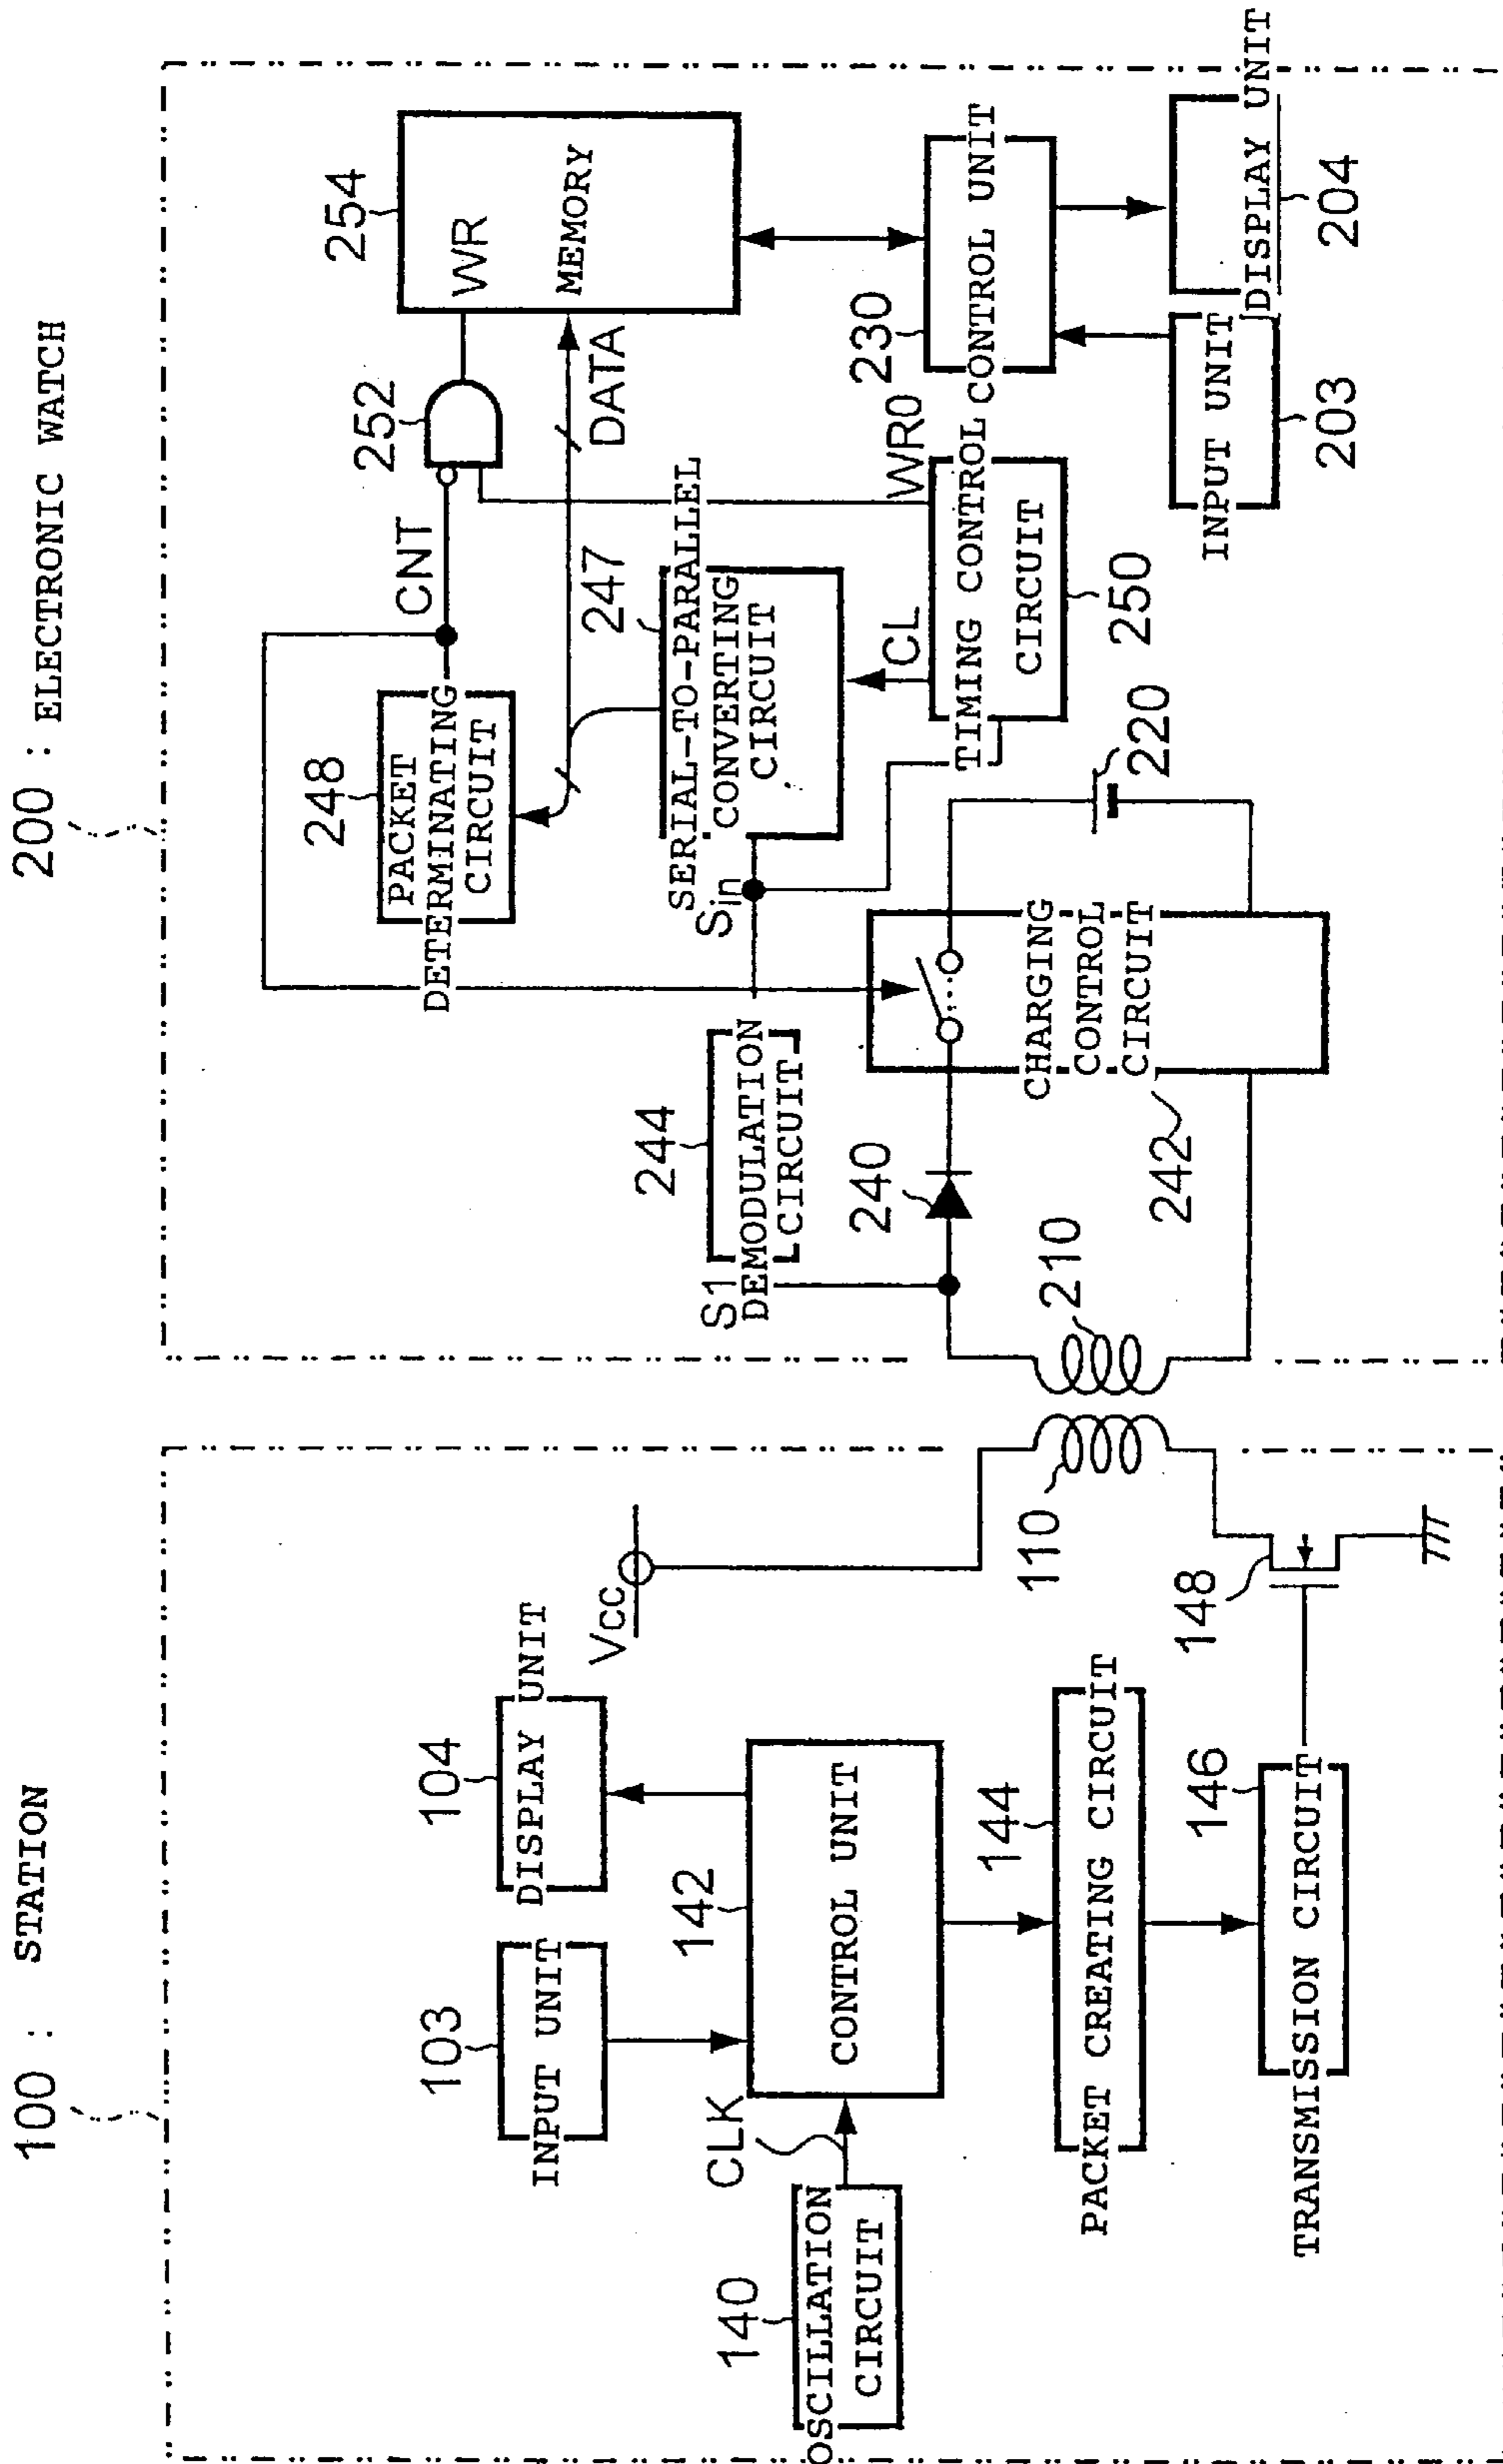 100 : STATION
103
INPUT UNIT
104
DISPLAY UNIT
Vcc
140
OSCILLATION
CIRCUIT
CLK
142
CONTROL UNIT
144
PACKET CREATING CIRCUIT
146
TRANSMISSION CIRCUIT
148
110
200 : ELECTRONIC WATCH
248
PACKET
DETERMINATING
CIRCUIT
CNT
252
254
WR
MEMORY
DATA
247
SERIAL-TO-PARALLEL
CONVERTING
CIRCUIT
Sin
S1
244
DEMODULATION
CIRCUIT
CL
WR0
TIMING CONTROL
CIRCUIT
250
230
CONTROL UNIT
240
210
CHARGING
CONTROL
CIRCUIT
242
220
INPUT UNIT
203
DISPLAY UNIT
204